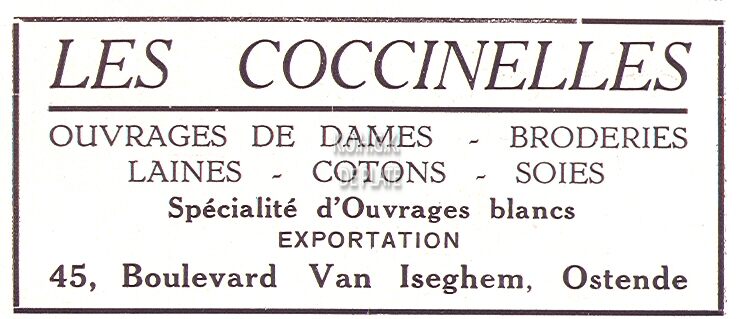 LES COCCINELLES
OUVRAGES DE DAMES - BRODERIES
LAINES - COTONS - SOIES
Spécialité d'Ouvrages blancs
EXPORTATION
45, Boulevard Van Iseghem, Ostende